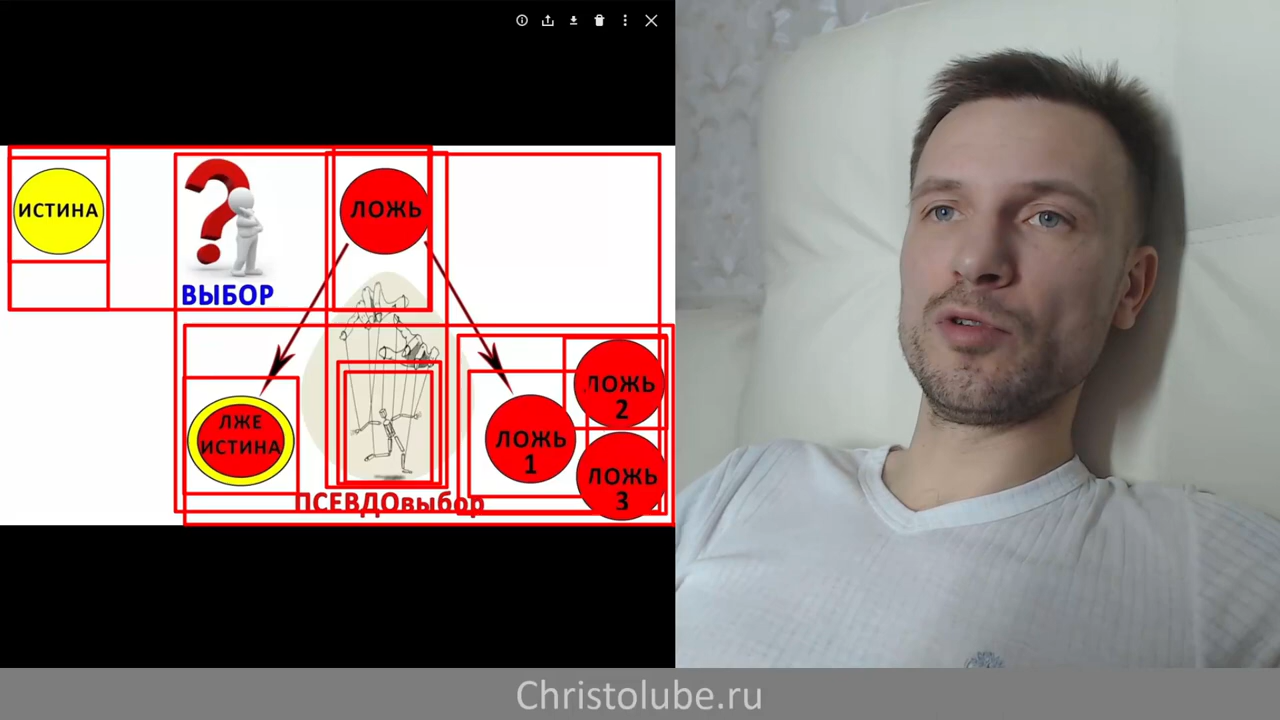 ИСТИНА
ЛОЖЬ
ВЫБОР
ЛЖЕ
ИСТИНА
ЛОЖЬ
1
ЛОЖЬ
2
ЛОЖЬ
3
ПСЕВДОвыбор
Christolube.ru